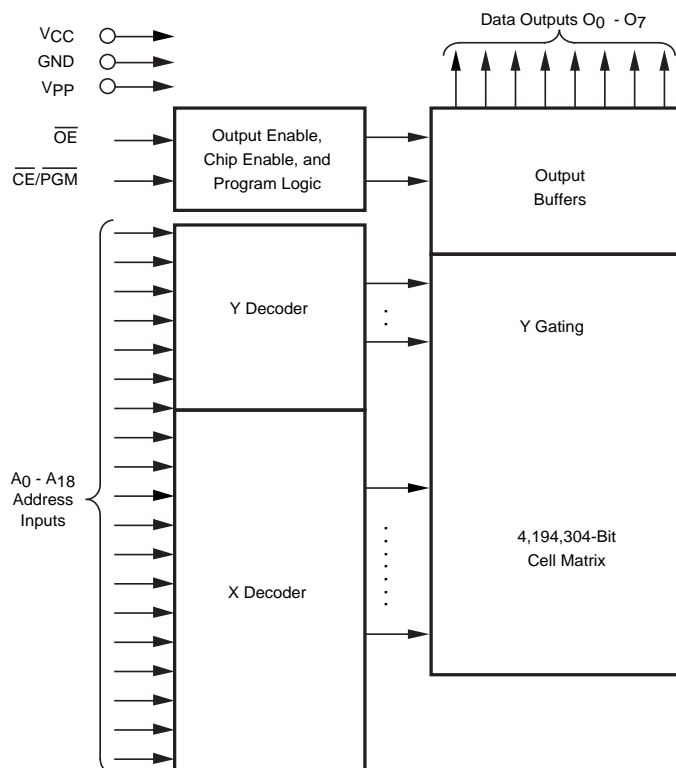 Data Outputs O0 - O7
VCC
GND
VPP
OE
CE/PGM
Output Enable,
Chip Enable, and
Program Logic
Output
Buffers
Y Decoder
Y Gating
A0 - A18
Address
Inputs
X Decoder
4,194,304-Bit
Cell Matrix